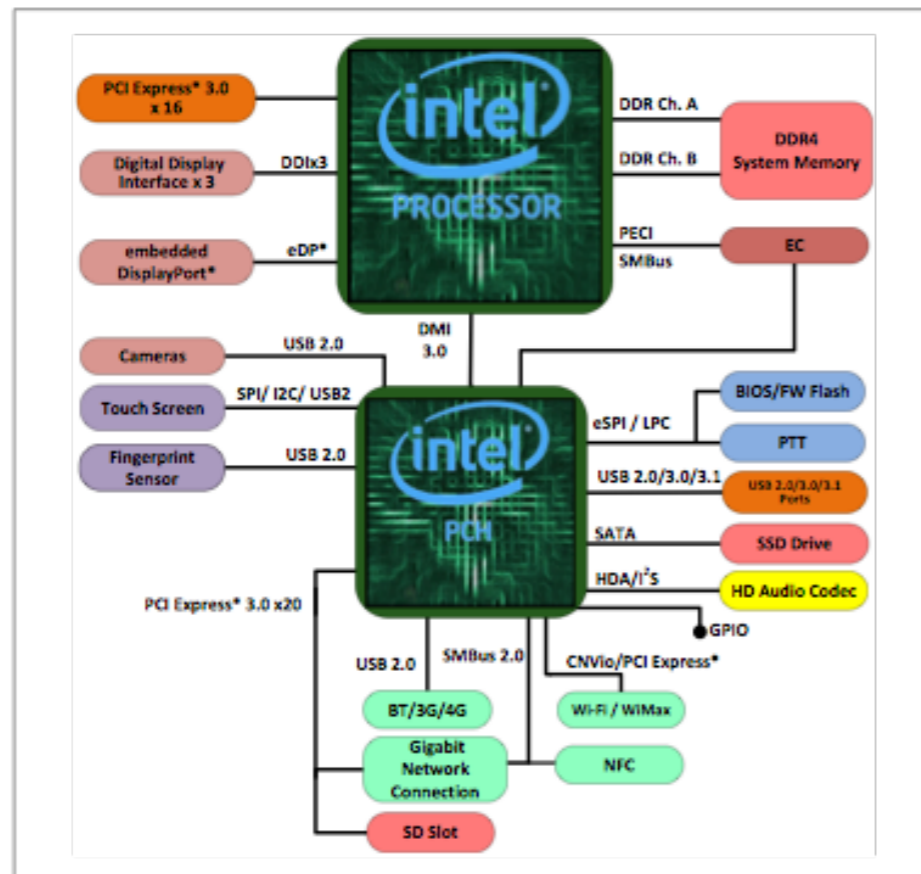 PCI Express* 3.0
x 16
Digital Display
Interface x 3
DDIx3
embedded
DisplayPort*
eDP*
intel
PROCESSOR
DDR Ch. A
DDR Ch. B
DDR4
System Memory
PECI
SMBus
EC
DMI
3.0
Cameras
USB 2.0
Touch Screen
SPI/ I2C/ USB2
Fingerprint
Sensor
USB 2.0
intel
PCH
eSPI / LPC
BIOS/FW Flash
PTT
USB 2.0/3.0/3.1
USB 2.0/3.0/3.1
Ports
SATA
SSD Drive
HDA/I²S
HD Audio Codec
GPIO
PCI Express* 3.0 x20
USB 2.0
SMBus 2.0
CNVio/PCI Express*
BT/3G/4G
Wi-Fi / WiMax
Gigabit
Network
Connection
NFC
SD Slot